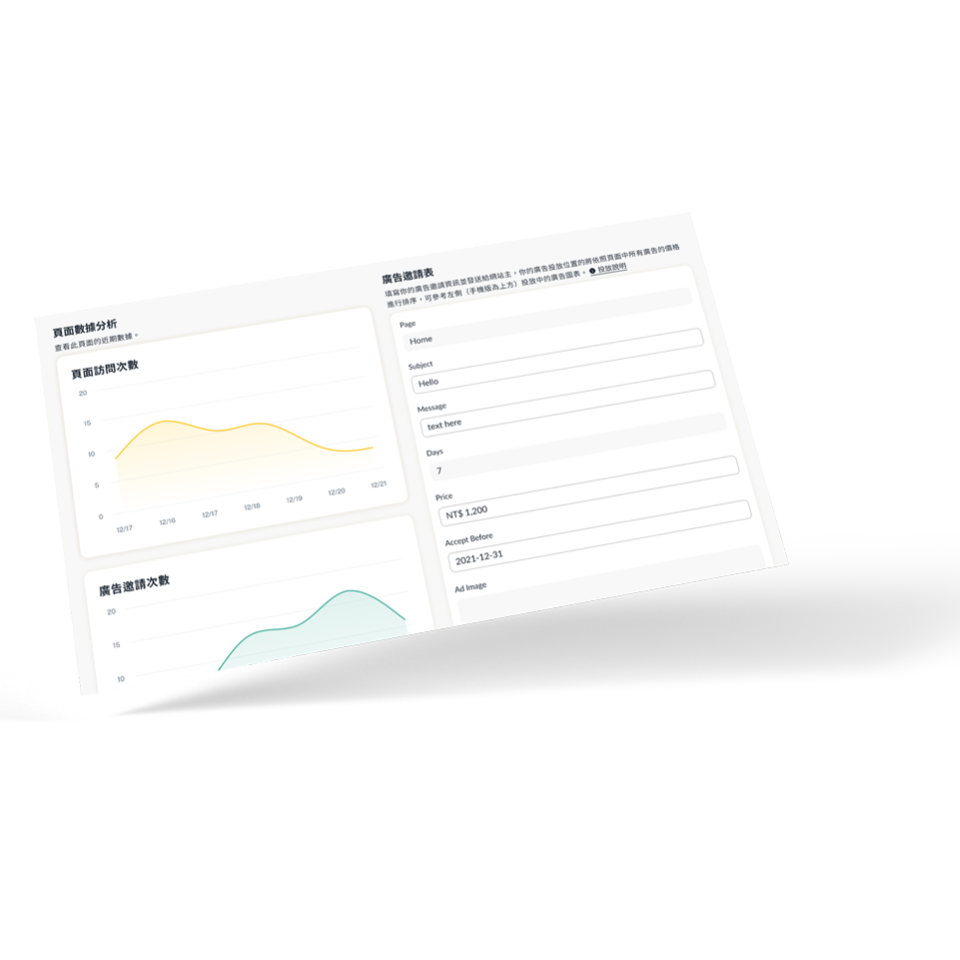 頁面數據分析
查看此頁面的近期數據。
頁面訪問次數
20
15
10
5
0
12/17
12/16
12/17
12/18
12/19
12/20
12/21
廣告邀請次數
20
15
10
廣告邀請表
填寫你的廣告邀請資訊並發送給網站主，你的廣告投放位置的將依照頁面中所有廣告的價格
進行排序，可參考左側（手機版為上方）投放中的廣告圖表。 投放說明
Page
Home
Subject
Hello
Message
text here
Days
7
Price
NT$ 1,200
Accept Before
2021-12-31
Ad Image